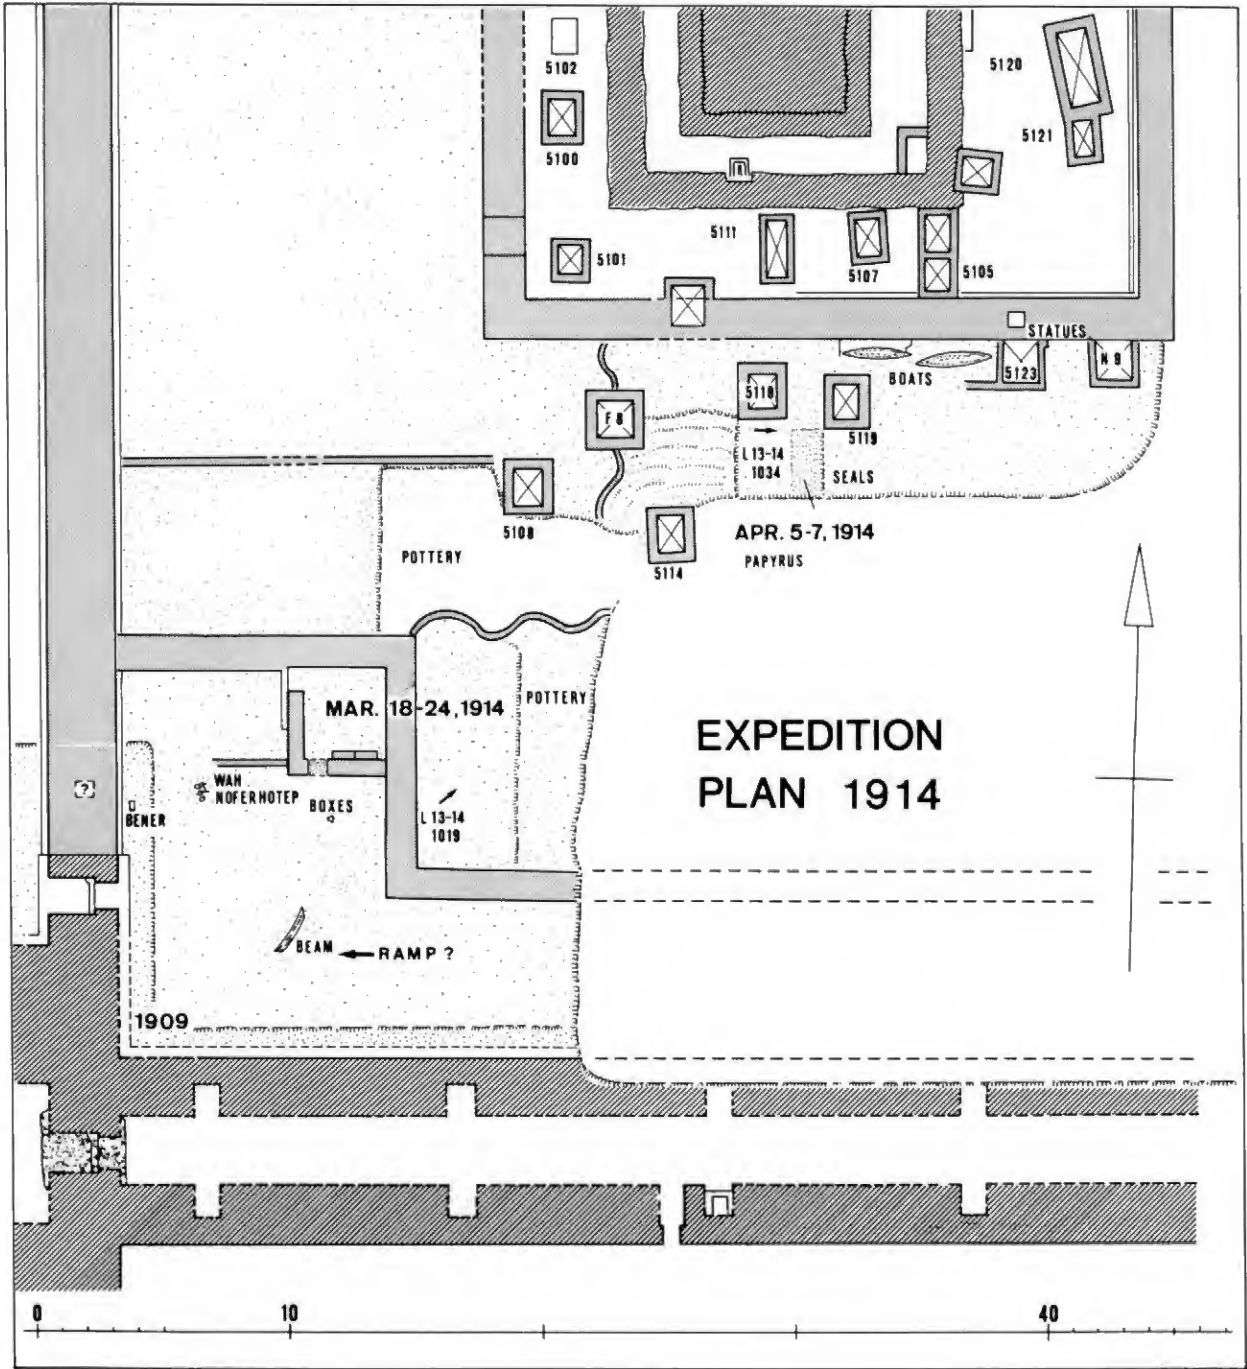 5102
5120
5121
5100
5111
5101
5107
5105
STATUES
N 9
5123
BOATS
5118
F 8
5119
L 13-14
1034
SEALS
5108
APR. 5-7, 1914
PAPYRUS
POTTERY
5114
MAR. 18-24, 1914
POTTERY
EXPEDITION
PLAN 1914
?
WAH
NOFERHOTEP
BENER
BOXES
L 13-14
1019
BEAM
RAMP ?
1909
0
10
40